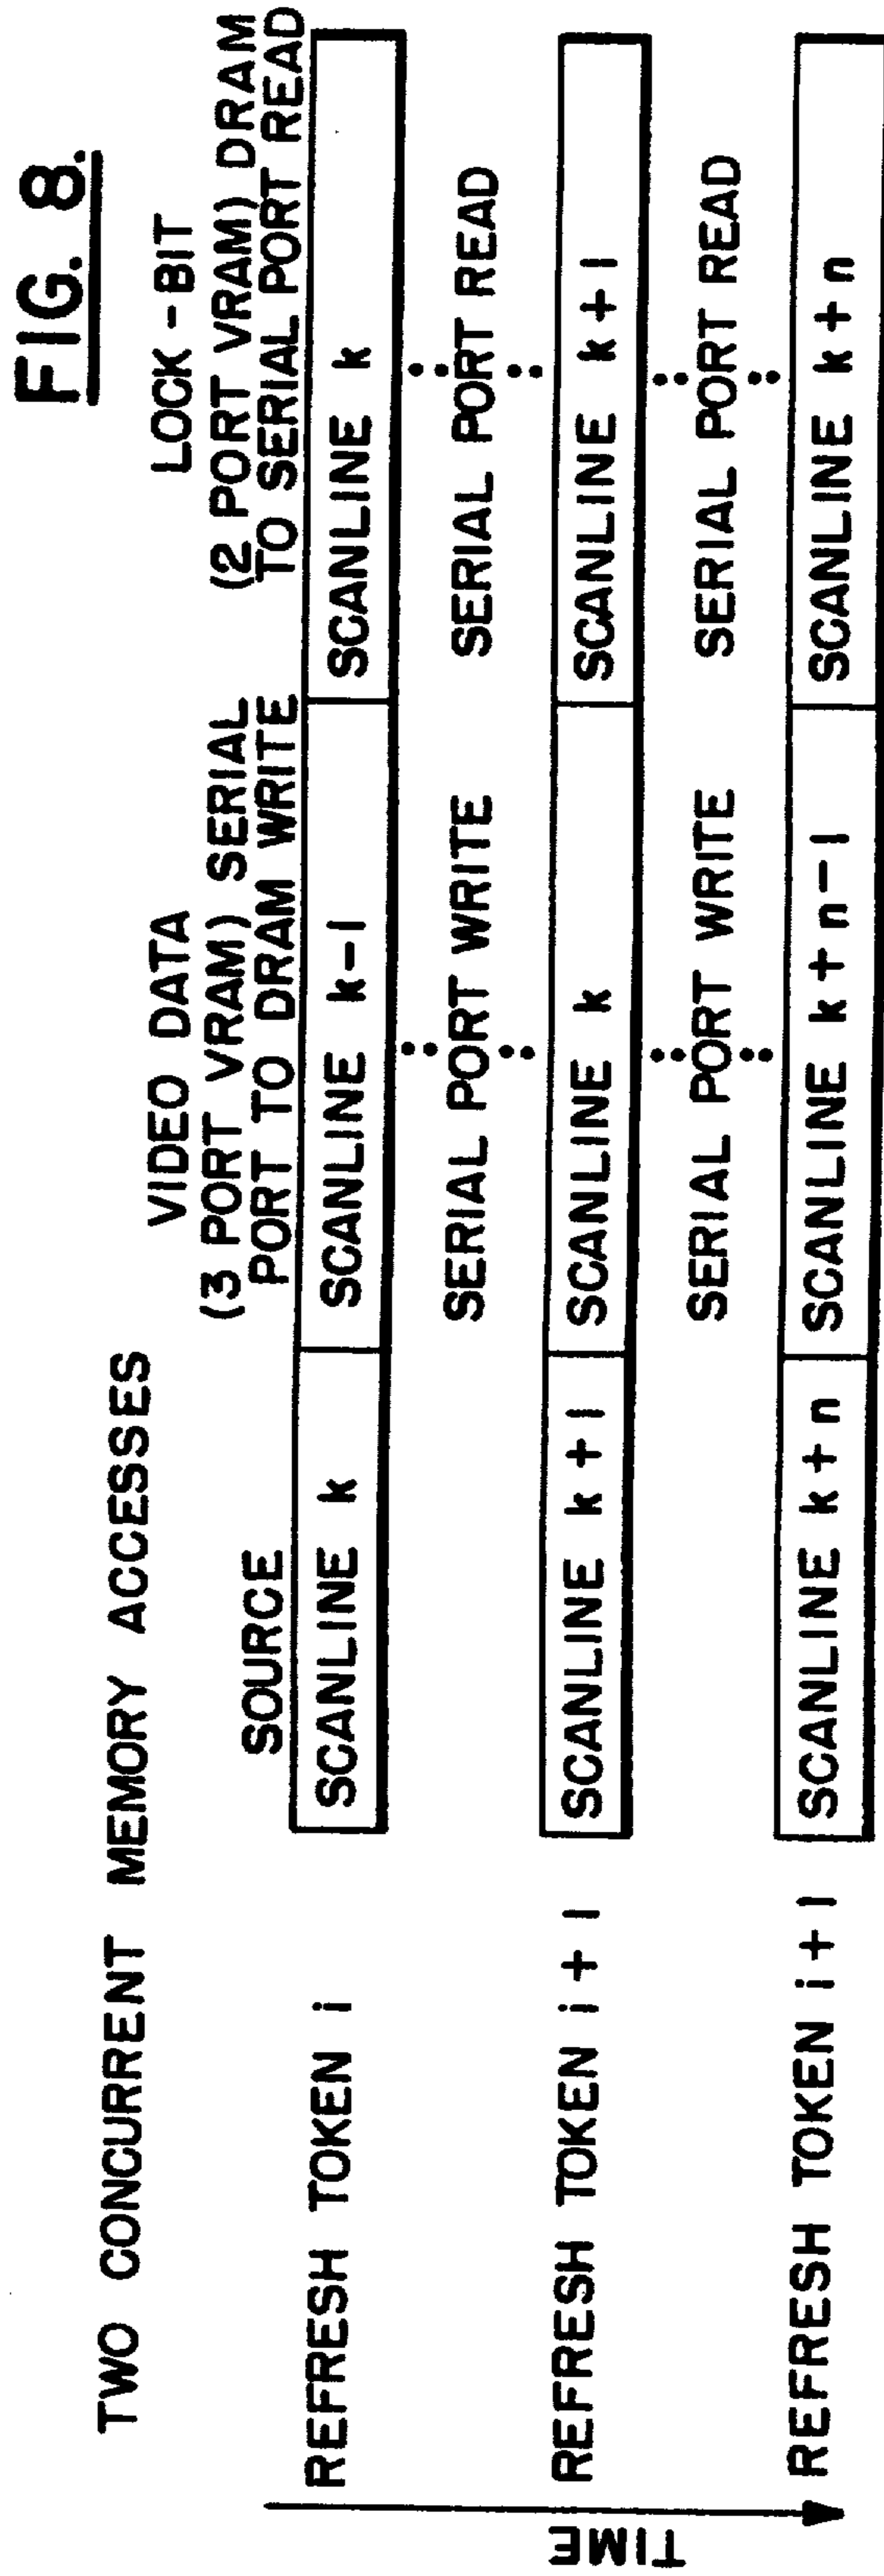 FIG. 8.
TWO CONCURRENT MEMORY ACCESSES
SOURCE
VIDEO DATA
(3 PORT VRAM) SERIAL
PORT TO DRAM WRITE
LOCK-BIT
(2 PORT VRAM) DRAM
TO SERIAL PORT READ
REFRESH TOKEN i
SCANLINE k
SCANLINE k-1
SCANLINE k
SERIAL PORT WRITE
SERIAL PORT READ
REFRESH TOKEN i+1
SCANLINE k+1
SCANLINE k
SCANLINE k+1
SERIAL PORT WRITE
SERIAL PORT READ
REFRESH TOKEN i+1
SCANLINE k+n
SCANLINE k+n-1
SCANLINE k+n
TIME